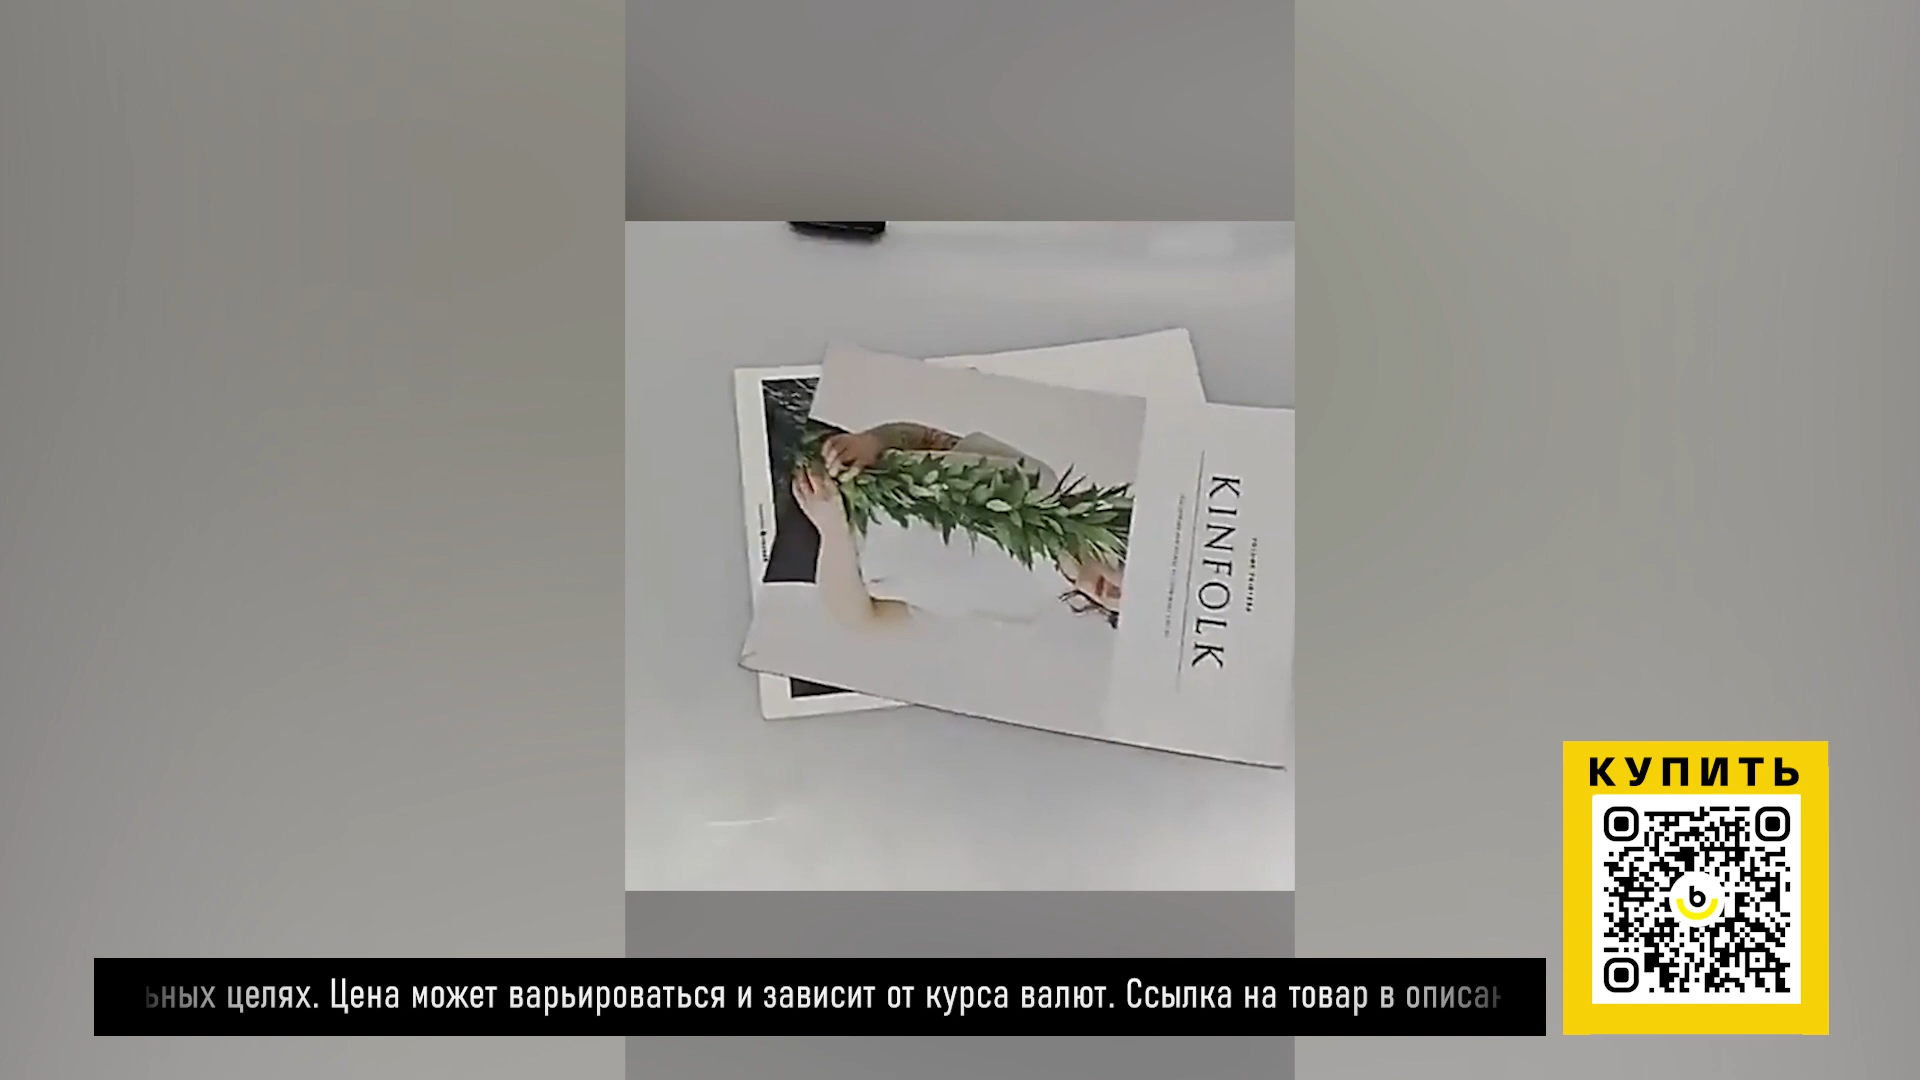 KINFOLK
КУПИТЬ
b
ьных целях. Цена может варьироваться и зависит от курса валют. Ссылка на товар в описан